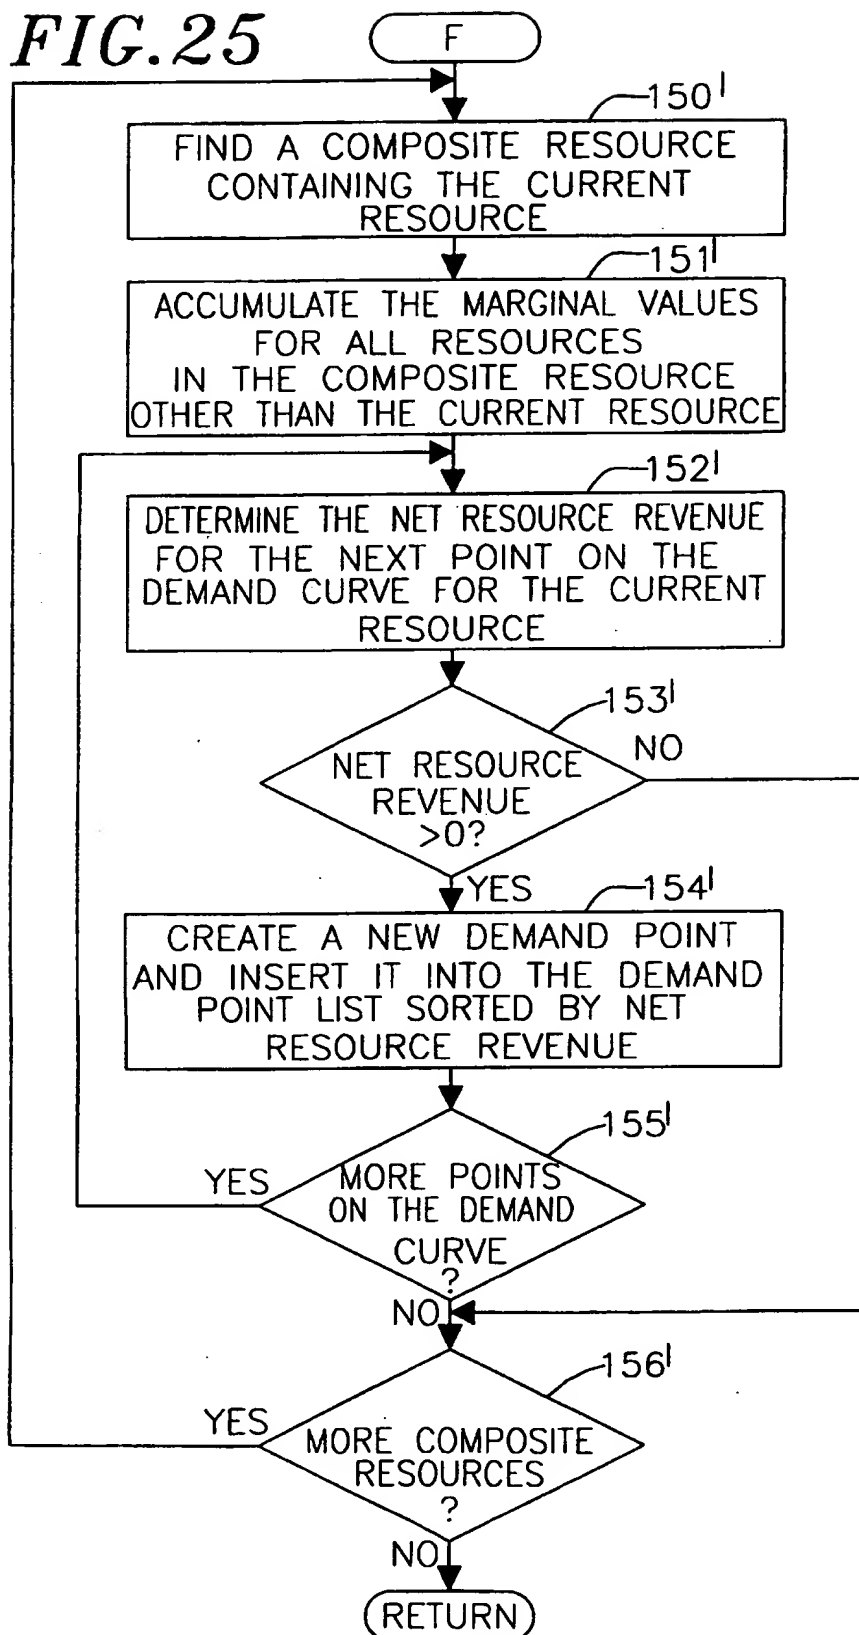 FIG.25
F
150'
FIND A COMPOSITE RESOURCE
CONTAINING THE CURRENT
RESOURCE
151'
ACCUMULATE THE MARGINAL VALUES
FOR ALL RESOURCES
IN THE COMPOSITE RESOURCE
OTHER THAN THE CURRENT RESOURCE
152'
DETERMINE THE NET RESOURCE REVENUE
FOR THE NEXT POINT ON THE
DEMAND CURVE FOR THE CURRENT
RESOURCE
153'
NO
NET RESOURCE
REVENUE
>0?
YES
154'
CREATE A NEW DEMAND POINT
AND INSERT IT INTO THE DEMAND
POINT LIST SORTED BY NET
RESOURCE REVENUE
155'
YES
MORE POINTS
ON THE DEMAND
CURVE
?
NO
156'
YES
MORE COMPOSITE
RESOURCES
?
NO
RETURN